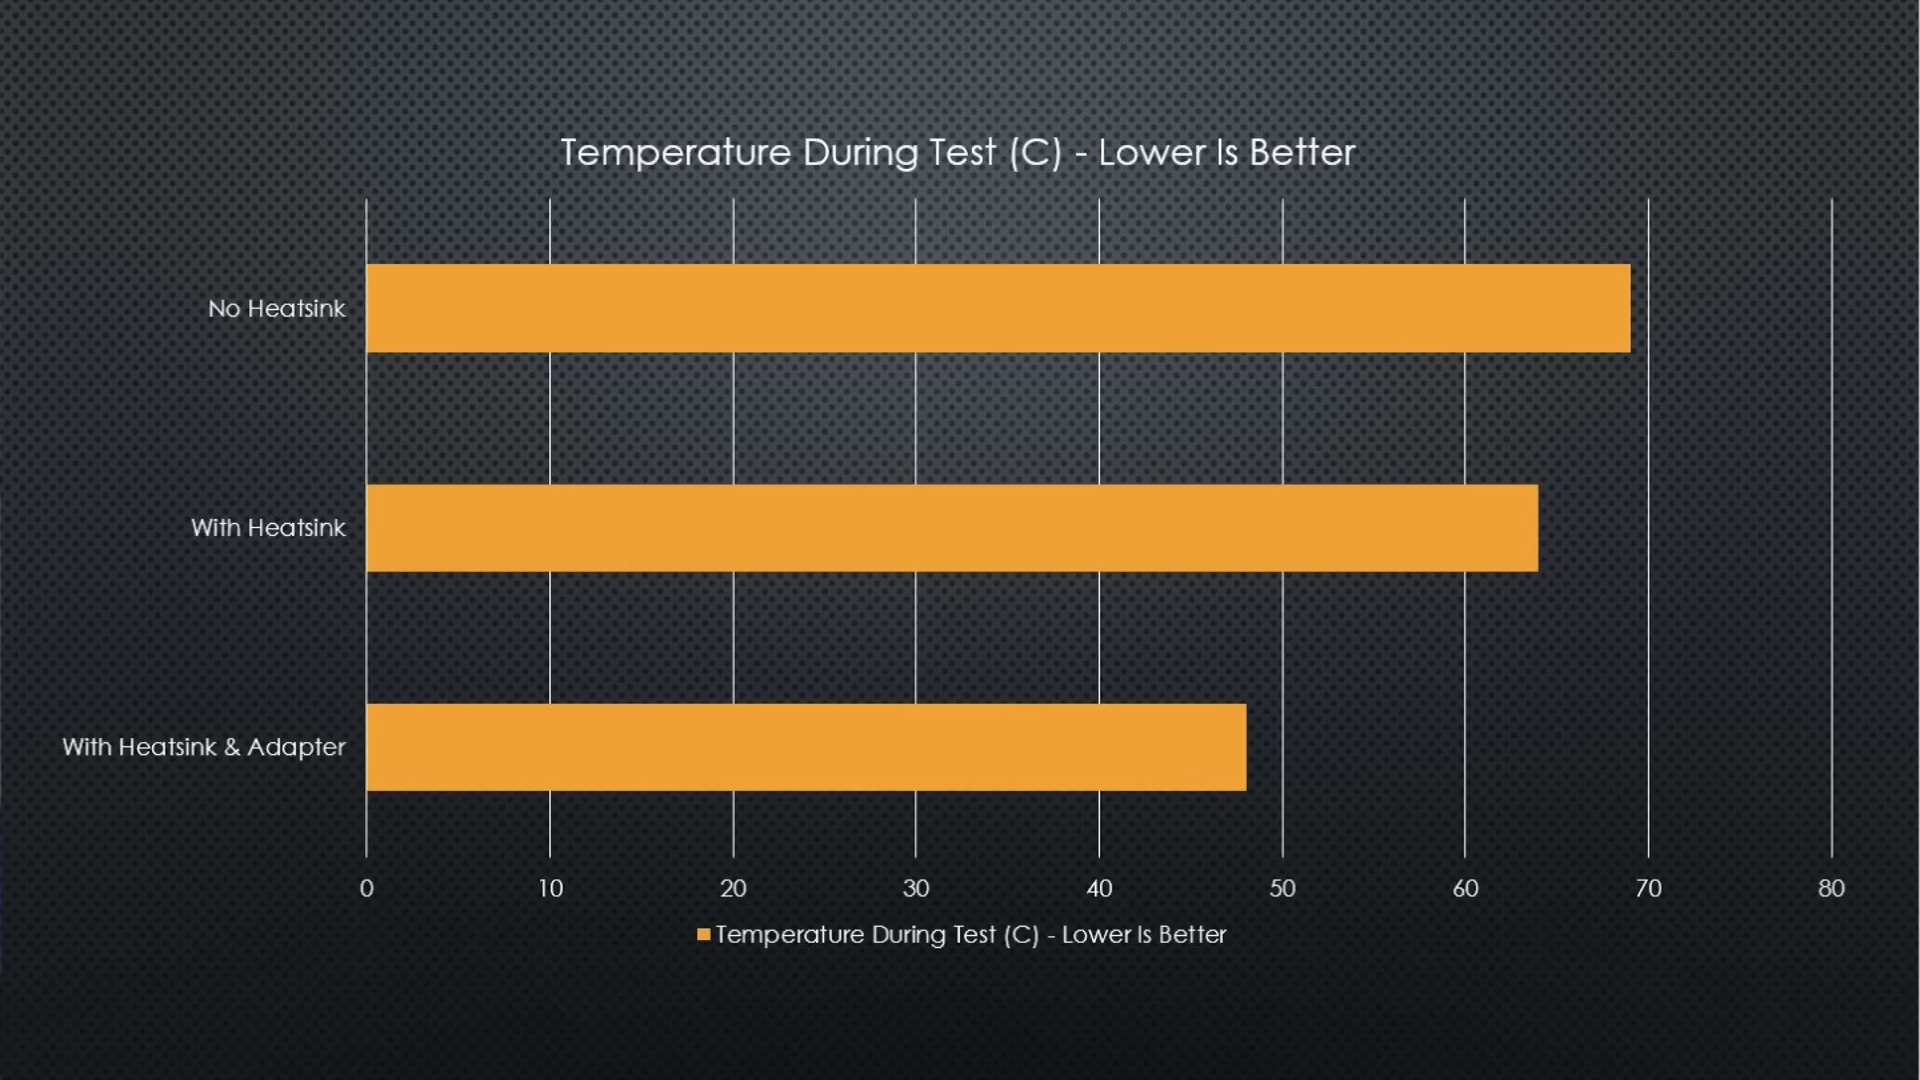 Temperature During Test (C) - Lower Is Better
No Heatsink
With Heatsink
With Heatsink & Adapter
0 10 20 30 40 50 60 70 80
Temperature During Test (C) - Lower Is Better